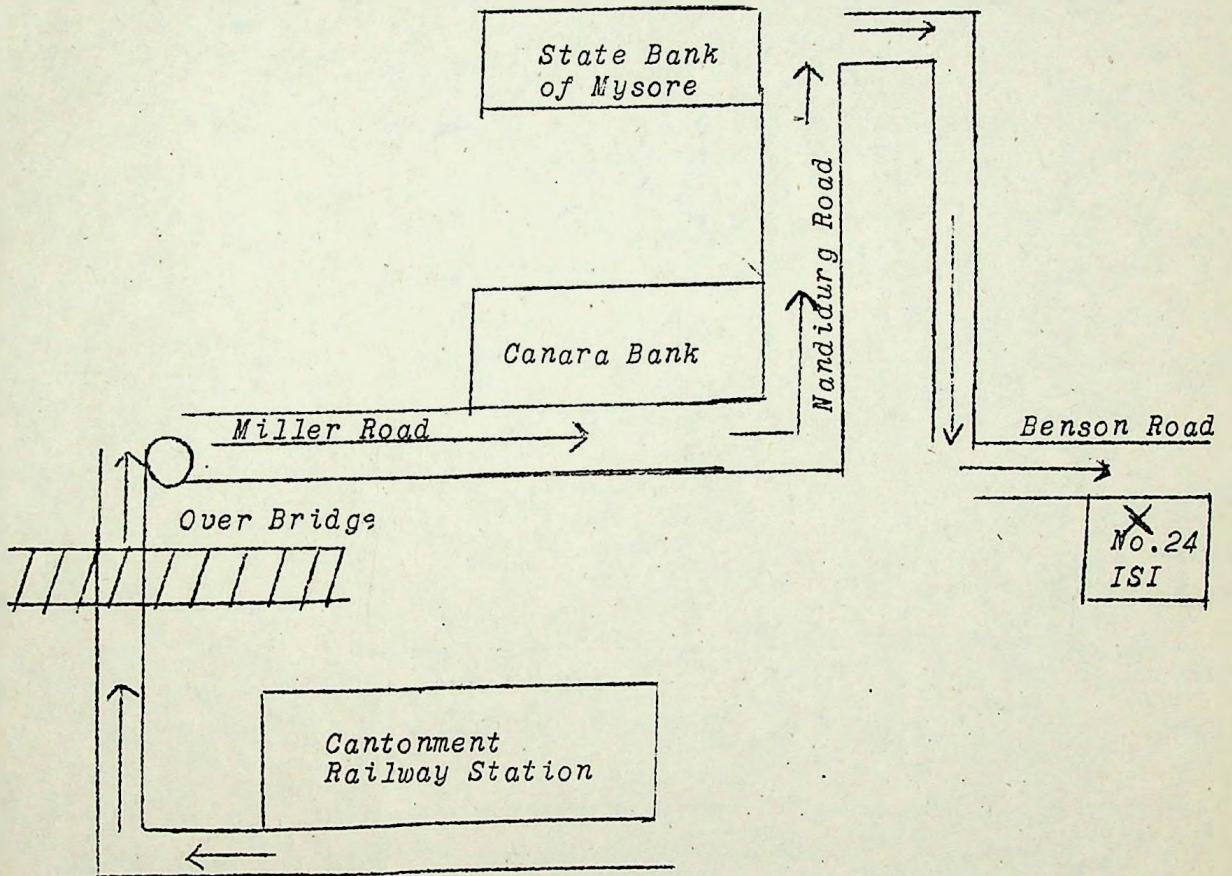 State Bank
of Mysore
Nandidurg Road
Canara Bank
Miller Road
Benson Road
Over Bridge
No.24
ISI
Cantonment
Railway Station